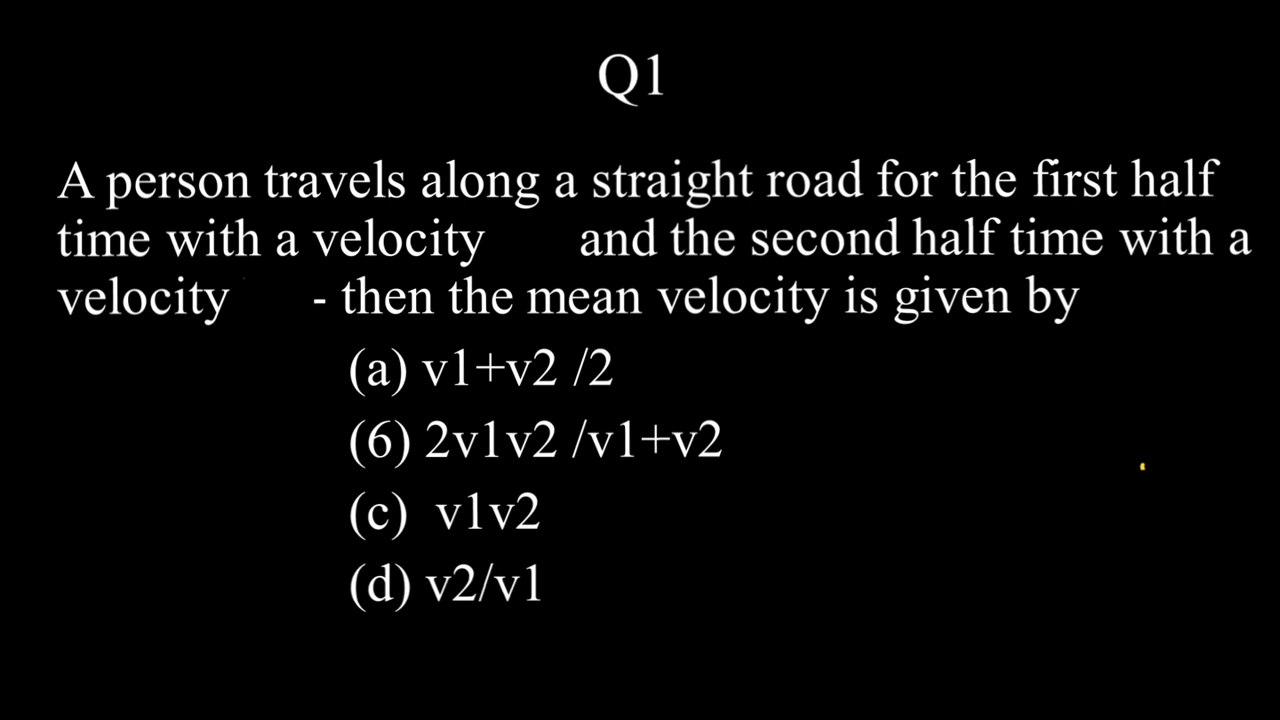 Q1
A person travels along a straight road for the first half
time with a velocity and the second half time with a
velocity - then the mean velocity is given by
(a) v1+v2 /2
(6) 2v1v2 /v1+v2
(c) v1v2
(d) v2/v1